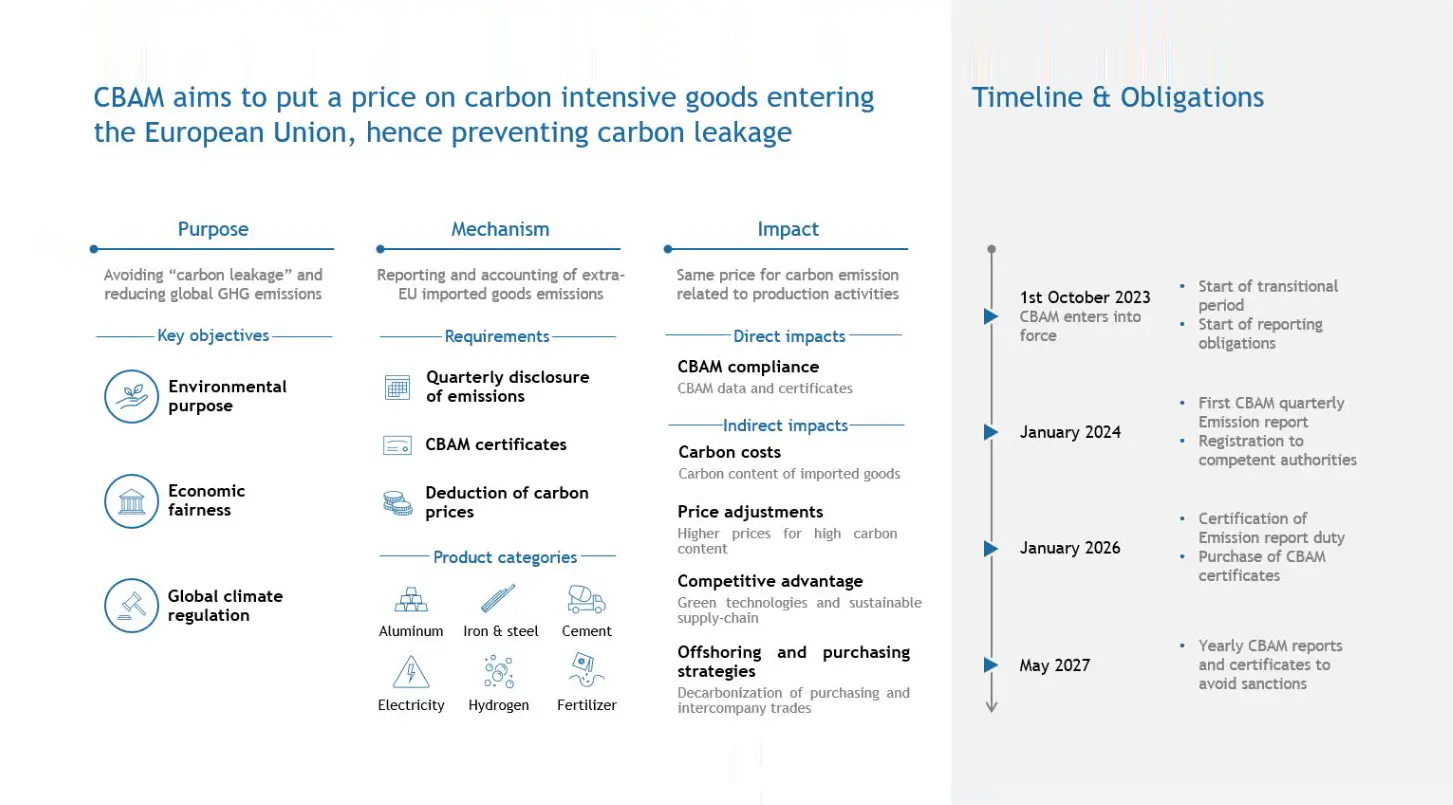 CBAM aims to put a price on carbon intensive goods entering
the European Union, hence preventing carbon leakage
Purpose
Avoiding “carbon leakage” and
reducing global GHG emissions
Key objectives
Environmental
purpose
Economic
fairness
Global climate
regulation
Mechanism
Reporting and accounting of extra-
EU imported goods emissions
Requirements
Quarterly disclosure
of emissions
CBAM certificates
Deduction of carbon
prices
Product categories
Aluminum
Iron & steel
Cement
Electricity
Hydrogen
Fertilizer
Impact
Same price for carbon emission
related to production activities
Direct impacts
CBAM compliance
CBAM data and certificates
Indirect impacts
Carbon costs
Carbon content of imported goods
Price adjustments
Higher prices for high carbon
content
Competitive advantage
Green technologies and sustainable
supply-chain
Offshoring and purchasing
strategies
Decarbonization of purchasing and
intercompany trades
Timeline & Obligations
1st October 2023
CBAM enters into
force
• Start of transitional
period
• Start of reporting
obligations
January 2024
• First CBAM quarterly
Emission report
• Registration to
competent authorities
January 2026
• Certification of
Emission report duty
• Purchase of CBAM
certificates
May 2027
• Yearly CBAM reports
and certificates to
avoid sanctions